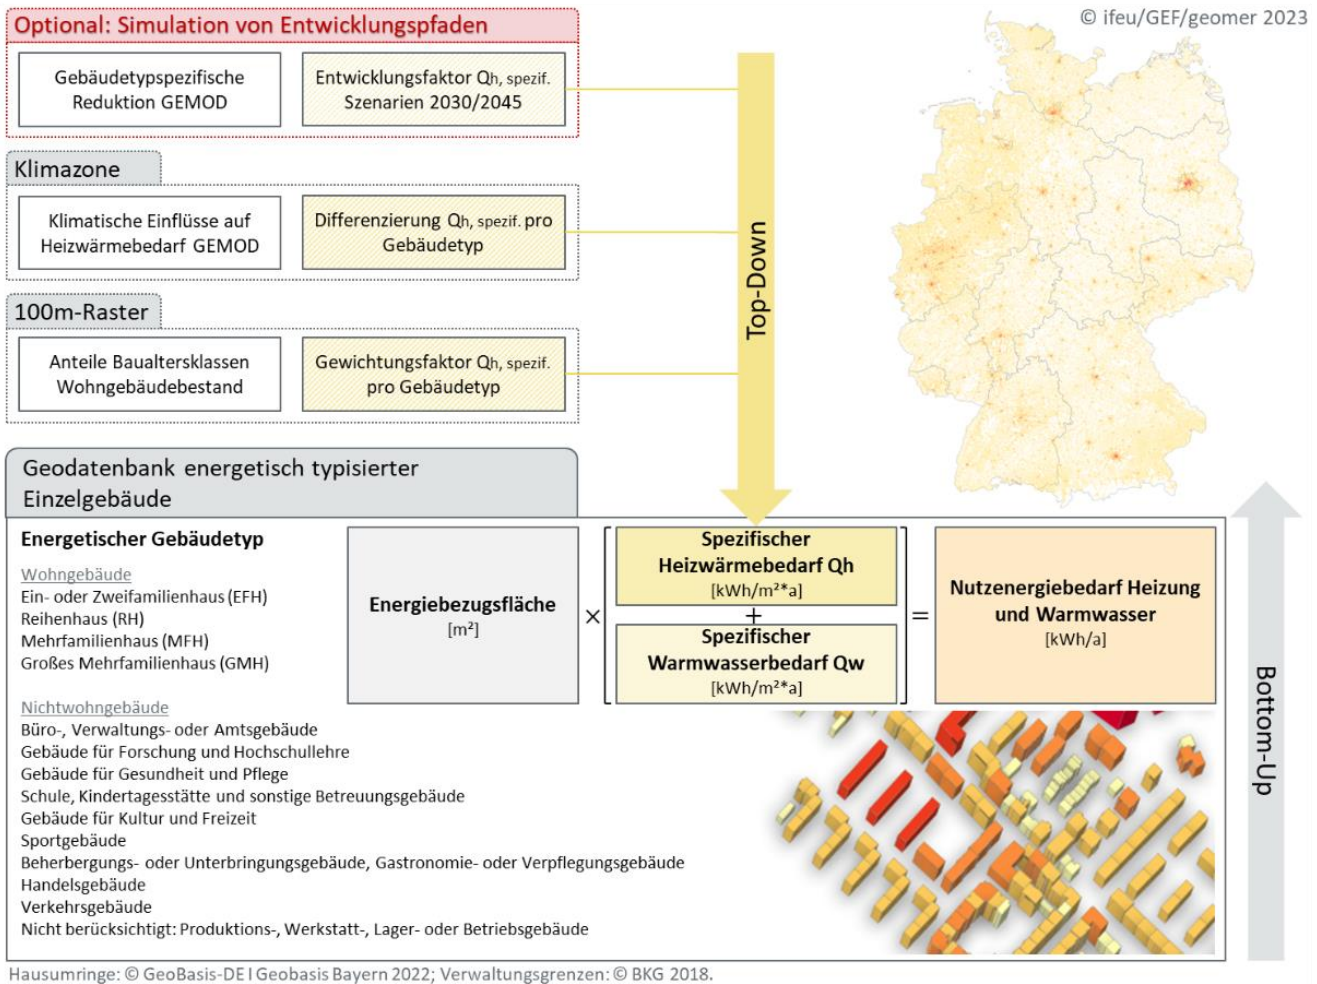 © ifeu/GEF/geomer 2023
Optional: Simulation von Entwicklungspfaden
Gebäudetypspezifische
Reduktion GEMOD
Entwicklungsfaktor Qh, spezif.
Szenarien 2030/2045
Klimazone
Klimatische Einflüsse auf
Heizwärmebedarf GEMOD
Differenzierung Qh, spezif. pro
Gebäudetyp
100m-Raster
Anteile Baualtersklassen
Wohngebäudebestand
Gewichtungsfaktor Qh, spezif.
pro Gebäudetyp
Top-Down
Geodatenbank energetisch typisierter
Einzelgebäude
Energetischer Gebäudetyp
Wohngebäude
Ein- oder Zweifamilienhaus (EFH)
Reihenhaus (RH)
Mehrfamilienhaus (MFH)
Großes Mehrfamilienhaus (GMH)
Nichtwohngebäude
Büro-, Verwaltungs- oder Amtsgebäude
Gebäude für Forschung und Hochschullehre
Gebäude für Gesundheit und Pflege
Schule, Kindertagesstätte und sonstige Betreuungsgebäude
Gebäude für Kultur und Freizeit
Sportgebäude
Beherbergungs- oder Unterbringungsgebäude, Gastronomie- oder Verpflegungsgebäude
Handelsgebäude
Verkehrsgebäude
Nicht berücksichtigt: Produktions-, Werkstatt-, Lager- oder Betriebsgebäude
Energiebezugsfläche
[m²]
×
Spezifischer
Heizwärmebedarf Qh
[kWh/m²*a]
+
Spezifischer
Warmwasserbedarf Qw
[kWh/m²*a]
=
Nutzenergiebedarf Heizung
und Warmwasser
[kWh/a]
Bottom-Up
Hausumringe: © GeoBasis-DE I Geobasis Bayern 2022; Verwaltungsgrenzen: © BKG 2018.